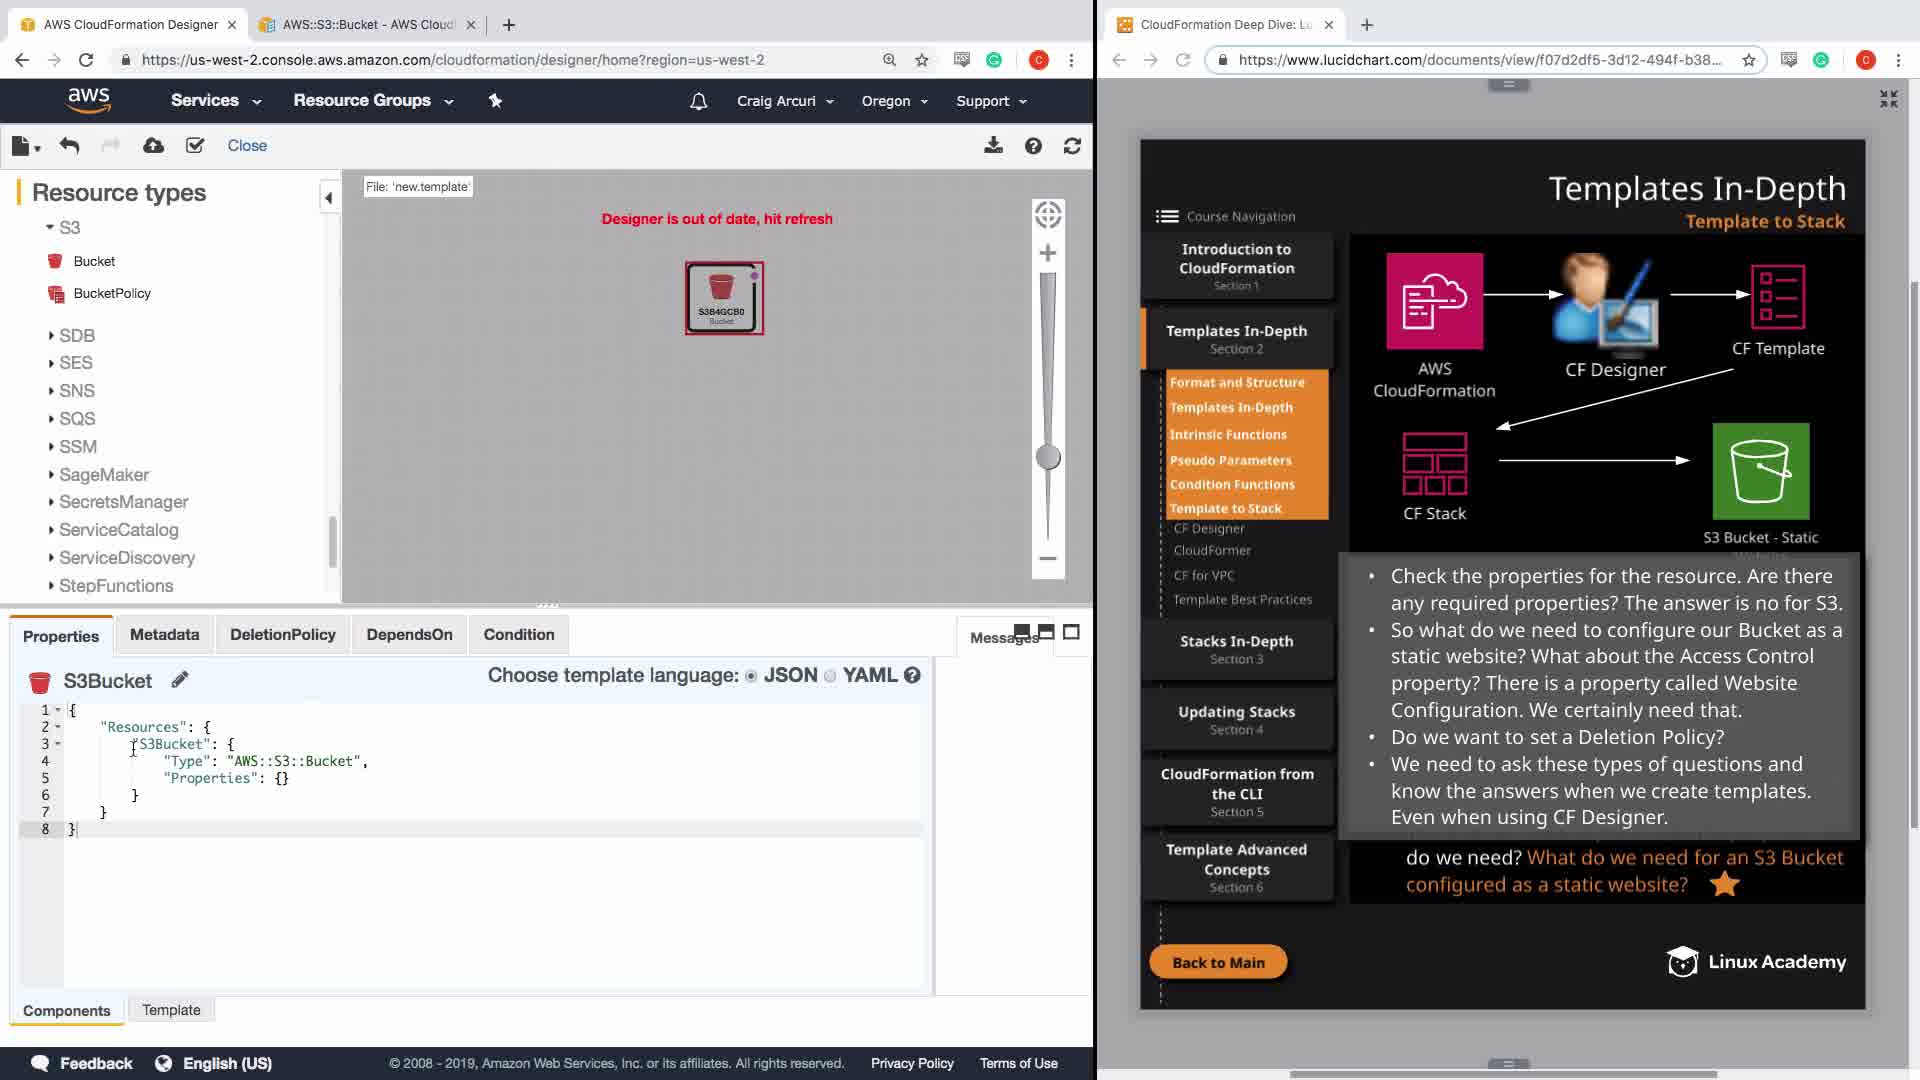 AWS CloudFormation Designer
AWS::S3::Bucket - AWS Cloud
https://us-west-2.console.aws.amazon.com/cloudformation/designer/home?region=us-west-2
C
aws
Services
Resource Groups
Craig Arcuri
Oregon
Support
Close
Resource types
S3
Bucket
BucketPolicy
SDB
SES
SNS
SQS
SSM
SageMaker
SecretsManager
ServiceCatalog
ServiceDiscovery
StepFunctions
File: 'new.template'
Designer is out of date, hit refresh
S3B4GCB0
Bucket
Properties
Metadata
DeletionPolicy
DependsOn
Condition
Messages
S3Bucket
Choose template language: JSON YAML
1 {
2 "Resources": {
3 "S3Bucket": {
4 "Type": "AWS::S3::Bucket",
5 "Properties": {}
6 }
7 }
8 }
Components
Template
Feedback
English (US)
© 2008 - 2019, Amazon Web Services, Inc. or its affiliates. All rights reserved.
Privacy Policy
Terms of Use
CloudFormation Deep Dive: Lu
https://www.lucidchart.com/documents/view/f07d2df5-3d12-494f-b38...
C
Templates In-Depth
Template to Stack
Course Navigation
Introduction to
CloudFormation
Section 1
Templates In-Depth
Section 2
Format and Structure
Templates In-Depth
Intrinsic Functions
Pseudo Parameters
Condition Functions
Template to Stack
CF Designer
CloudFormer
CF for VPC
Template Best Practices
Stacks In-Depth
Section 3
Updating Stacks
Section 4
CloudFormation from
the CLI
Section 5
Template Advanced
Concepts
Section 6
Back to Main
AWS
CloudFormation
CF Designer
CF Template
CF Stack
S3 Bucket - Static
• Check the properties for the resource. Are there
any required properties? The answer is no for S3.
• So what do we need to configure our Bucket as a
static website? What about the Access Control
property? There is a property called Website
Configuration. We certainly need that.
• Do we want to set a Deletion Policy?
• We need to ask these types of questions and
know the answers when we create templates.
Even when using CF Designer.
do we need? What do we need for an S3 Bucket
configured as a static website?
Linux Academy